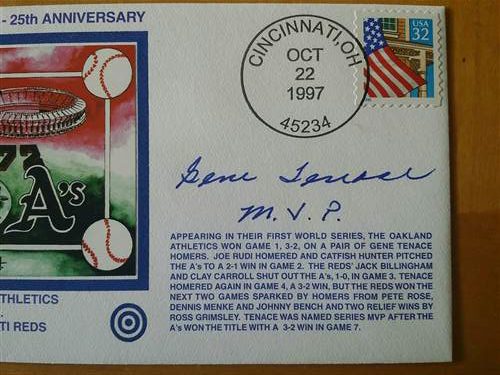 - 25th ANNIVERSARY
CINCINNATI, OH
OCT
22
1997
45234
USA
32
A's
Gene Tenace
M.V.P.
APPEARING IN THEIR FIRST WORLD SERIES, THE OAKLAND
ATHLETICS WON GAME 1, 3-2, ON A PAIR OF GENE TENACE
HOMERS. JOE RUDI HOMERED AND CATFISH HUNTER PITCHED
THE A's TO A 2-1 WIN IN GAME 2. THE REDS' JACK BILLINGHAM
AND CLAY CARROLL SHUT OUT THE A's, 1-0, IN GAME 3. TENACE
HOMERED AGAIN IN GAME 4, A 3-2 WIN, BUT THE REDS WON THE
NEXT TWO GAMES SPARKED BY HOMERS FROM PETE ROSE,
DENNIS MENKE AND JOHNNY BENCH AND TWO RELIEF WINS BY
ROSS GRIMSLEY. TENACE WAS NAMED SERIES MVP AFTER THE
A's WON THE TITLE WITH A 3-2 WIN IN GAME 7.
ATHLETICS
TI REDS